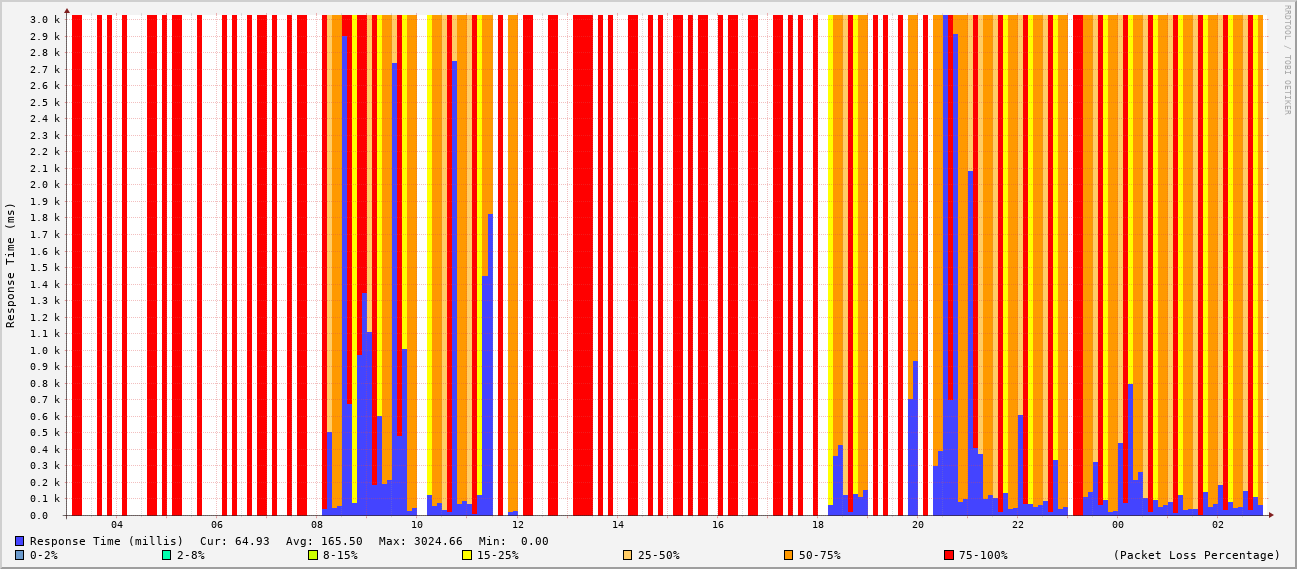 RRDTOOL / TOBI OETIKER
Response Time (ms)
3.0 k
2.9 k
2.8 k
2.7 k
2.6 k
2.5 k
2.4 k
2.3 k
2.2 k
2.1 k
2.0 k
1.9 k
1.8 k
1.7 k
1.6 k
1.5 k
1.4 k
1.3 k
1.2 k
1.1 k
1.0 k
0.9 k
0.8 k
0.7 k
0.6 k
0.5 k
0.4 k
0.3 k
0.2 k
0.1 k
0.0
04 06 08 10 12 14 16 18 20 22 00 02
Response Time (millis) Cur: 64.93 Avg: 165.50 Max: 3024.66 Min: 0.00
0-2% 2-8% 8-15% 15-25% 25-50% 50-75% 75-100% (Packet Loss Percentage)